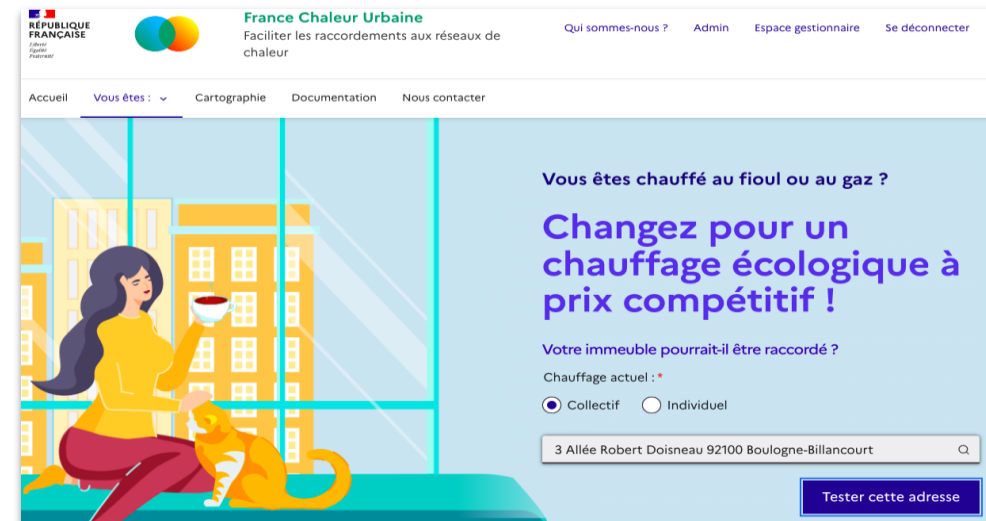 RÉPUBLIQUE
FRANÇAISE
Liberté
Égalité
Fraternité
France Chaleur Urbaine
Faciliter les raccordements aux réseaux de
chaleur
Qui sommes-nous ? Admin Espace gestionnaire Se déconnecter
Accueil Vous êtes : Cartographie Documentation Nous contacter
Vous êtes chauffé au fioul ou au gaz ?
Changez pour un
chauffage écologique à
prix compétitif !
Votre immeuble pourrait-il être raccordé ?
Chauffage actuel : *
Collectif Individuel
3 Allée Robert Doisneau 92100 Boulogne-Billancourt
Tester cette adresse